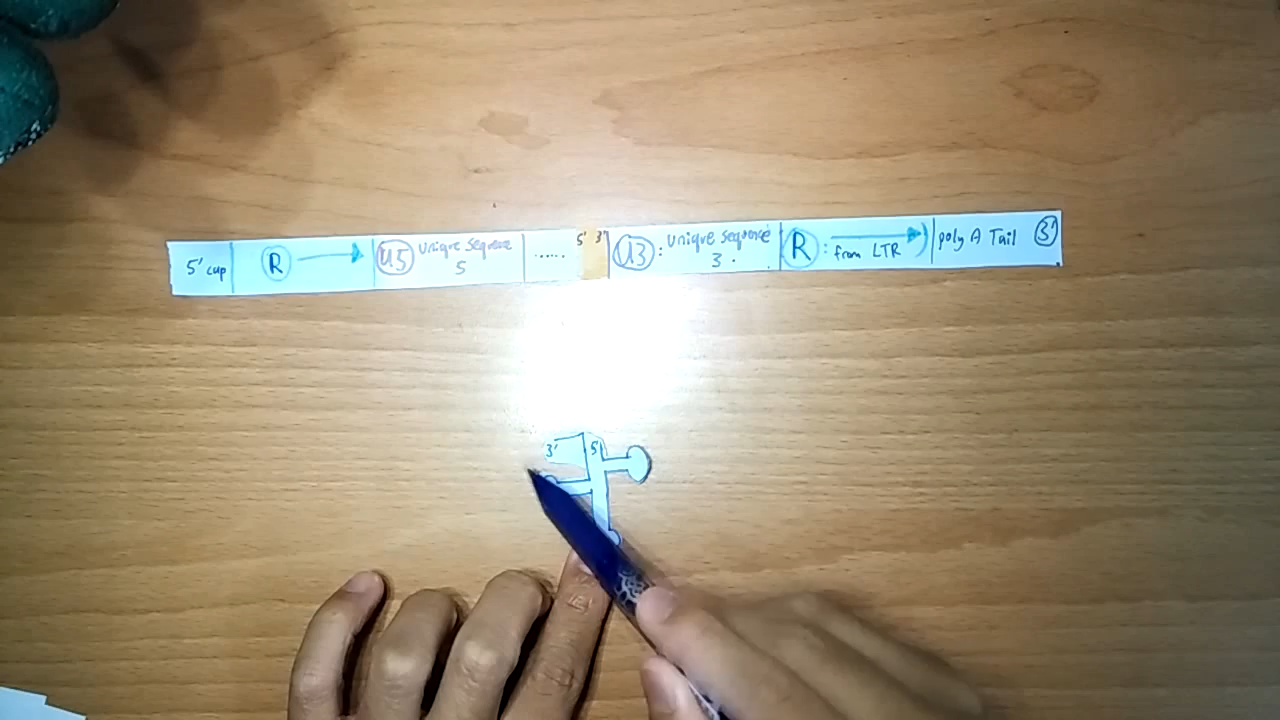 5' cap
R
U5 Unique Sequence
5
......
5' 3'
U3 : Unique Sequence
3.
R : from LTR
poly A Tail 3'
3' 5'